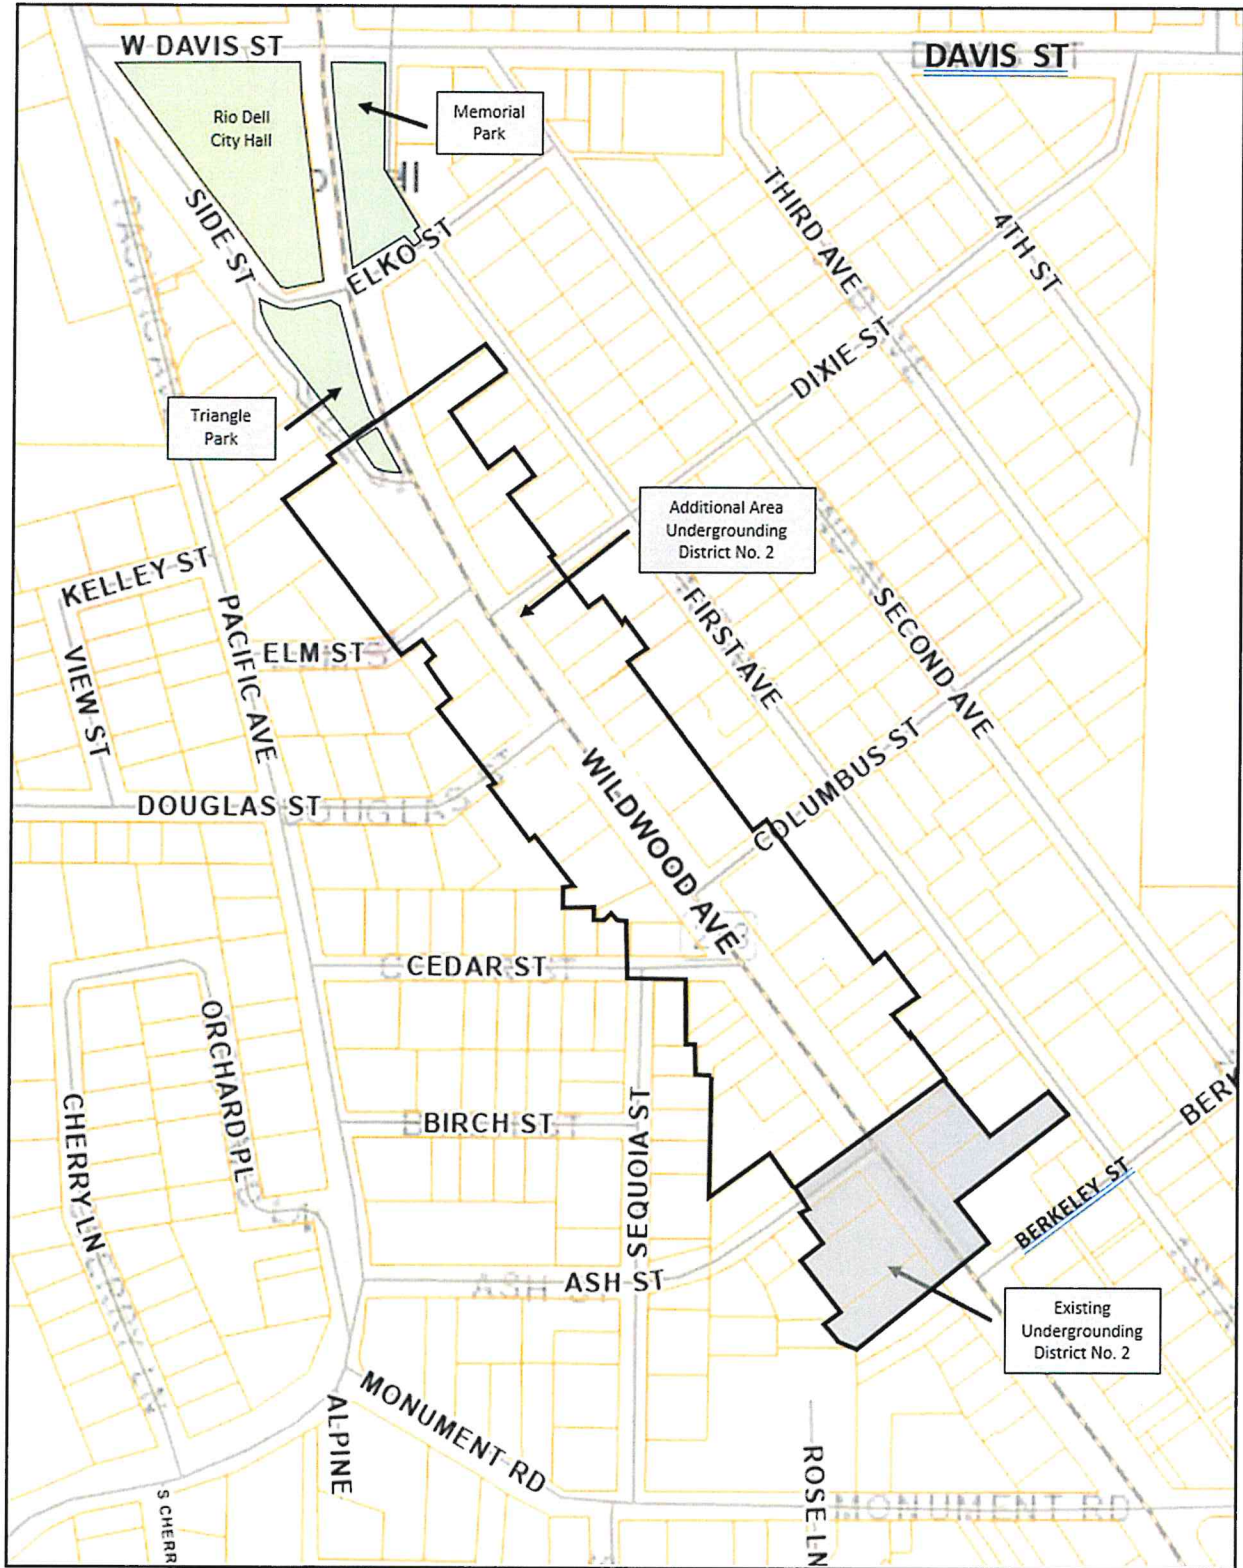 W DAVIS ST
DAVIS ST
Rio Dell
City Hall
Memorial
Park
SIDE ST
ELKO ST
THIRD AVE
4TH ST
DIXIE ST
Triangle
Park
Additional Area
Undergrounding
District No. 2
KELLEY ST
PACIFIC AVE
VIEW ST
ELM ST
FIRST AVE
SECOND AVE
DOUGLAS ST
WILDWOOD AVE
COLUMBUS ST
CEDAR ST
ORCHARD PL
CHERRY LN
BIRCH ST
SEQUOIA ST
BERK
BERKELEY ST
ASH ST
Existing
Undergrounding
District No. 2
ALPINE
MONUMENT RD
ROSE LN
MONUMENT RD
S CHERR